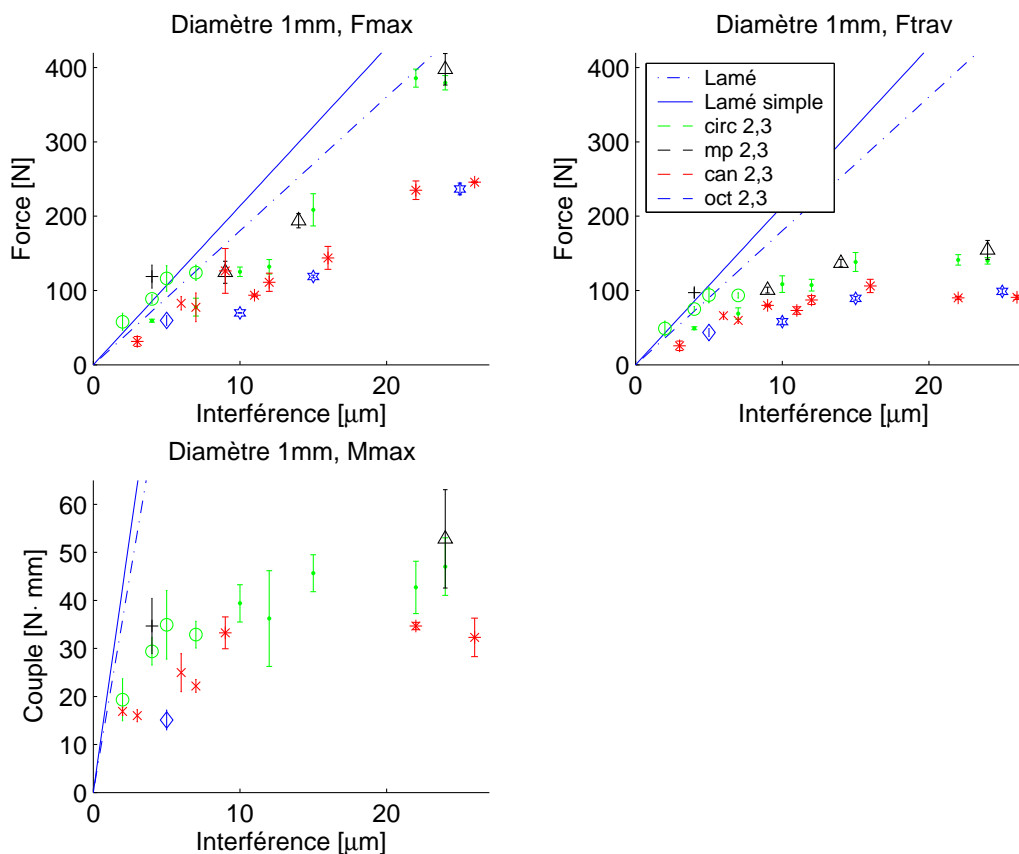 Diamètre 1mm, Fmax
400
300
200
100
0
Force [N]
0
10
20
Interférence [μm]
Diamètre 1mm, Ftrav
400
300
200
100
0
Force [N]
Lamé
Lamé simple
circ 2,3
mp 2,3
can 2,3
oct 2,3
0
10
20
Interférence [μm]
Diamètre 1mm, Mmax
60
50
40
30
20
10
0
Couple [N· mm]
0
10
20
Interférence [μm]